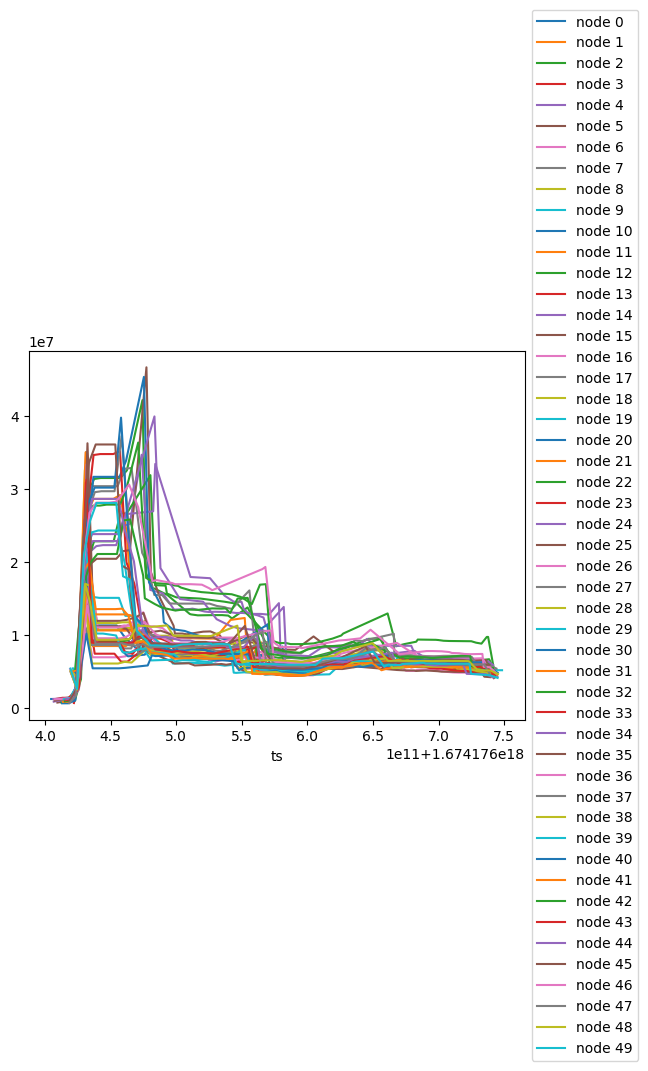 1e7
4
3
2
1
0
4.0 4.5 5.0 5.5 6.0 6.5 7.0 7.5
1e11+1.674176e18
ts
node 0
node 1
node 2
node 3
node 4
node 5
node 6
node 7
node 8
node 9
node 10
node 11
node 12
node 13
node 14
node 15
node 16
node 17
node 18
node 19
node 20
node 21
node 22
node 23
node 24
node 25
node 26
node 27
node 28
node 29
node 30
node 31
node 32
node 33
node 34
node 35
node 36
node 37
node 38
node 39
node 40
node 41
node 42
node 43
node 44
node 45
node 46
node 47
node 48
node 49